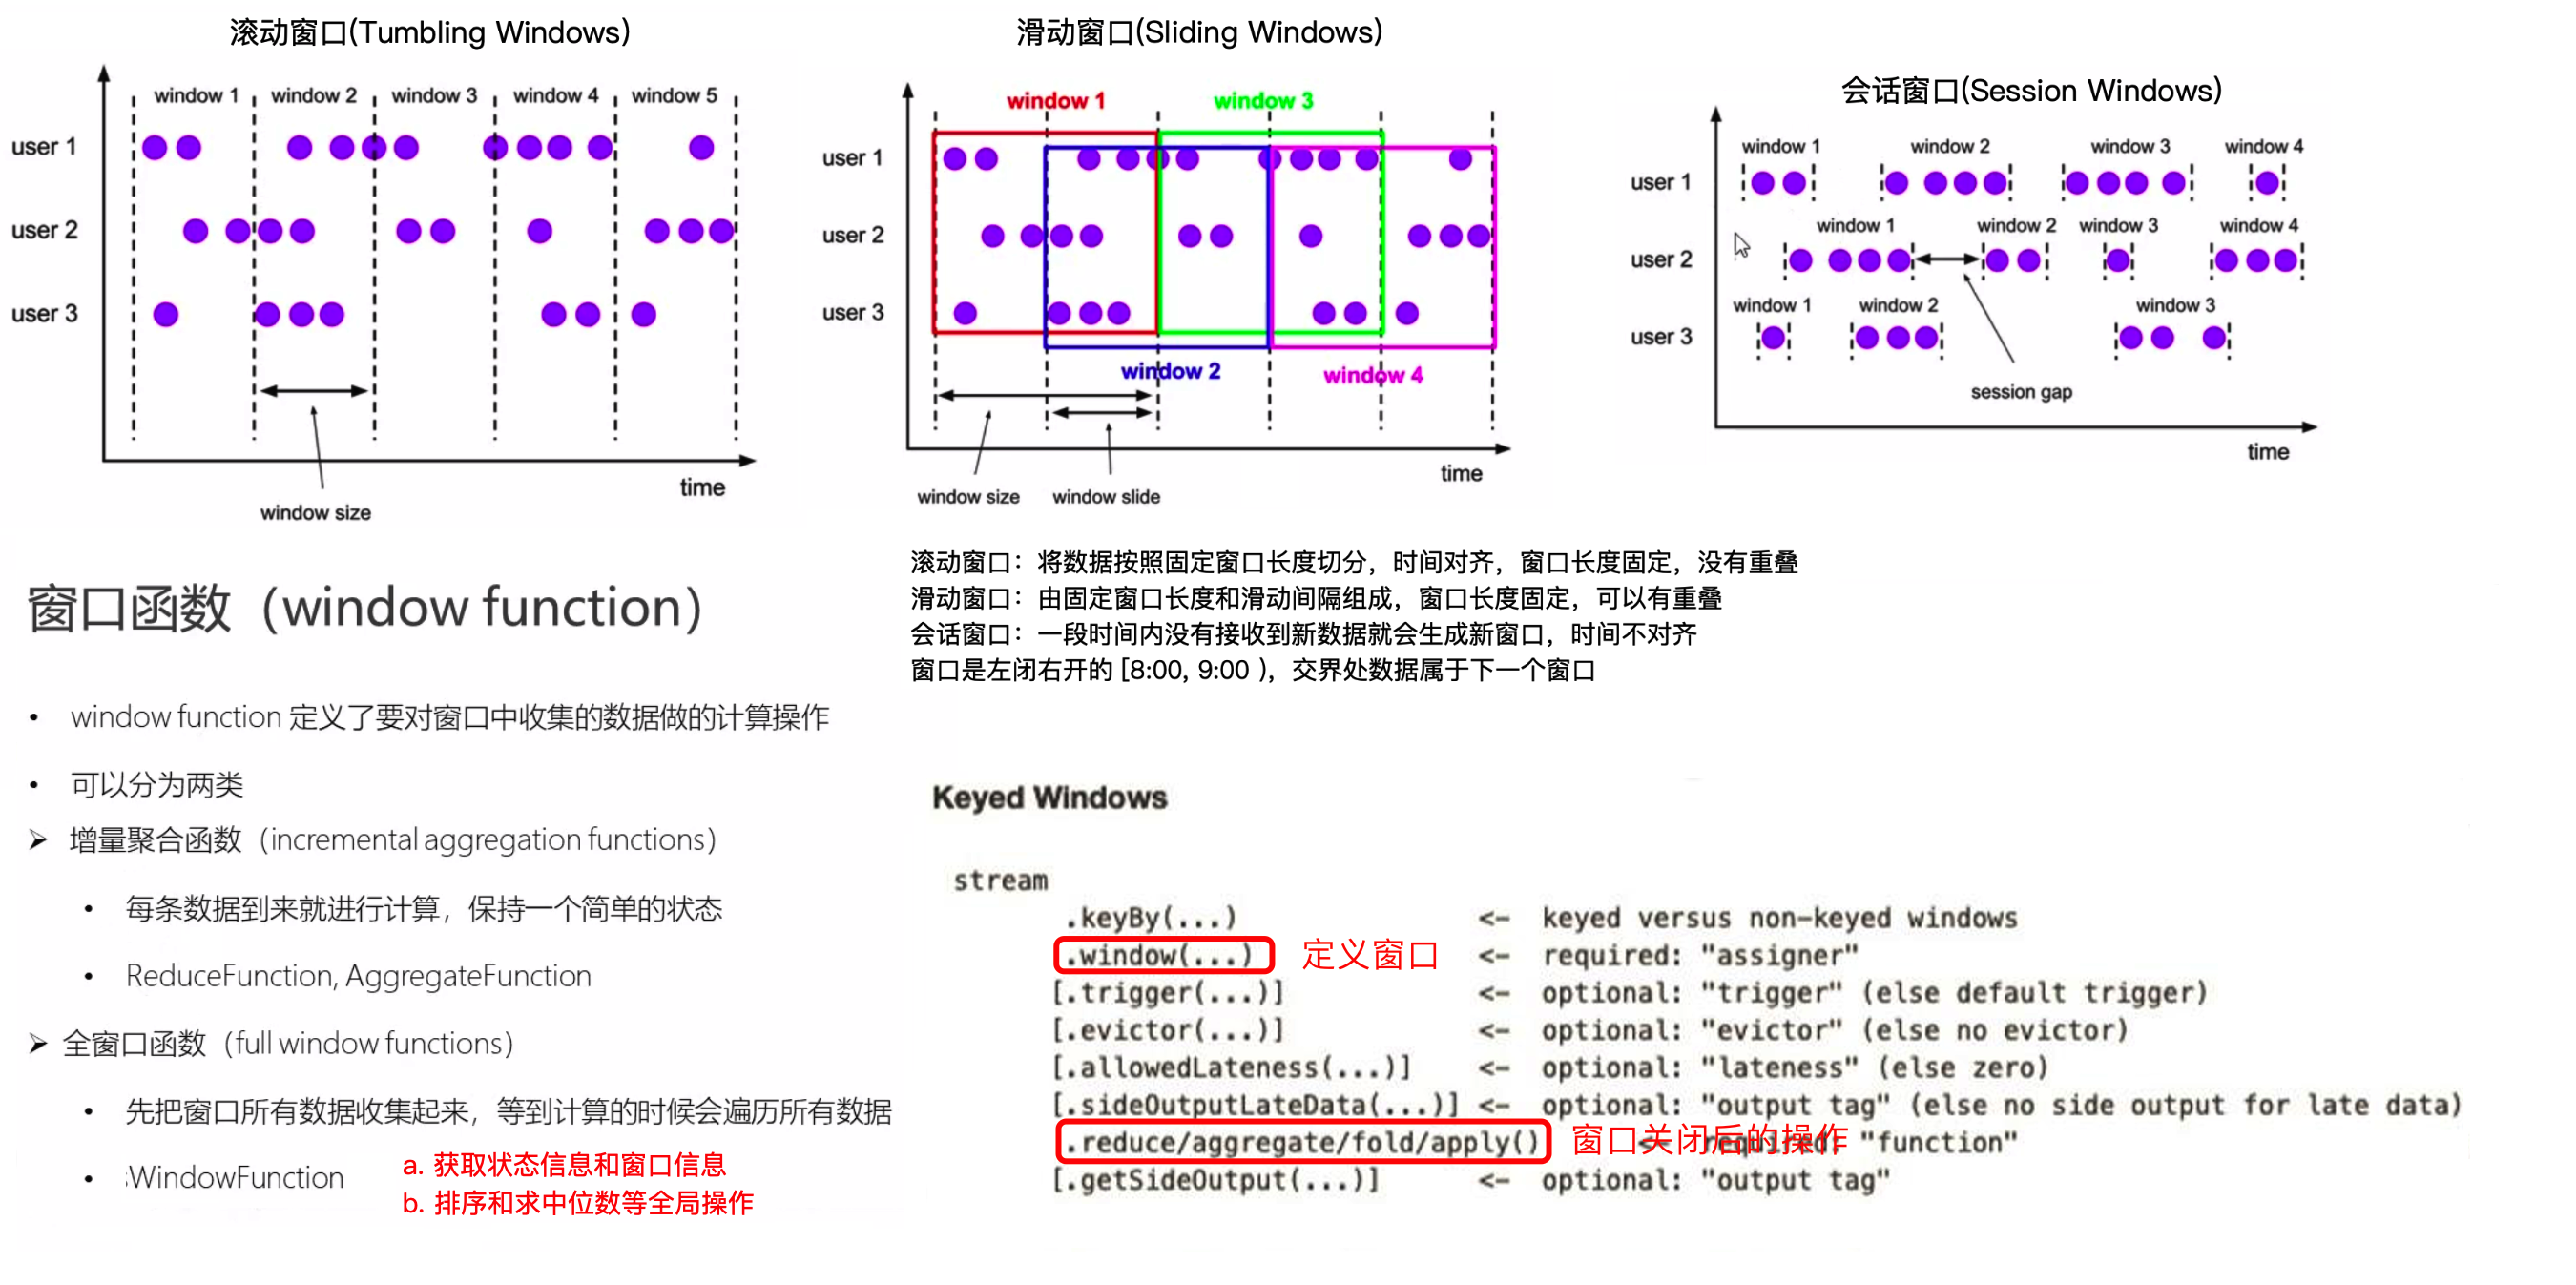 滚动窗口(Tumbling Windows)
window 1 window 2 window 3 window 4 window 5
user 1
user 2
user 3
time
window size
滑动窗口(Sliding Windows)
window 1 window 3
user 1
user 2
user 3
window 2 window 4
time
window size window slide
会话窗口(Session Windows)
window 1 window 2 window 3 window 4
user 1
window 1 window 2 window 3 window 4
user 2
window 1 window 2 window 3
user 3
session gap
time
滚动窗口：将数据按照固定窗口长度切分，时间对齐，窗口长度固定，没有重叠
滑动窗口：由固定窗口长度和滑动间隔组成，窗口长度固定，可以有重叠
会话窗口：一段时间内没有接收到新数据就会生成新窗口，时间不对齐
窗口是左闭右开的 [8:00, 9:00 )，交界处数据属于下一个窗口
窗口函数（window function）
• window function 定义了要对窗口中收集的数据做的计算操作
• 可以分为两类
➢ 增量聚合函数（incremental aggregation functions）
• 每条数据到来就进行计算，保持一个简单的状态
• ReduceFunction, AggregateFunction
➢ 全窗口函数（full window functions）
• 先把窗口所有数据收集起来，等到计算的时候会遍历所有数据
• WindowFunction
a. 获取状态信息和窗口信息
b. 排序和求中位数等全局操作
Keyed Windows
stream
.keyBy(...) <- keyed versus non-keyed windows
.window(...) 定义窗口 <- required: "assigner"
[.trigger(...)] <- optional: "trigger" (else default trigger)
[.evictor(...)] <- optional: "evictor" (else no evictor)
[.allowedLateness(...)] <- optional: "lateness" (else zero)
[.sideOutputLateData(...)] <- optional: "output tag" (else no side output for late data)
.reduce/aggregate/fold/apply() 窗口关闭后的操作 <- required: "function"
[.getSideOutput(...)] <- optional: "output tag"